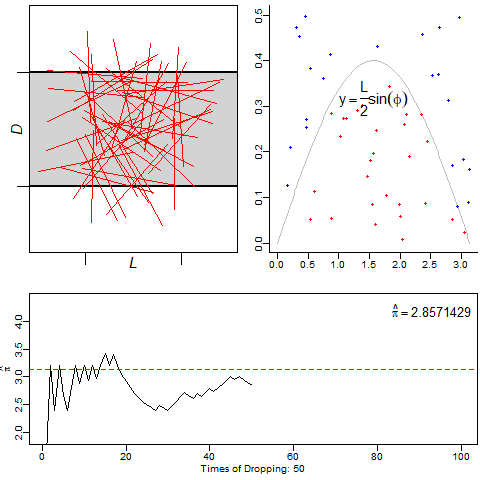 D
L
0.5
0.4
0.3
0.2
0.1
0.0
y = L/2 sin(ϕ)
0.0 0.5 1.0 1.5 2.0 2.5 3.0
π̂ = 2.8571429
4.0
3.5
3.0
2.5
2.0
π̂
0 20 40 60 80 100
Times of Dropping: 50